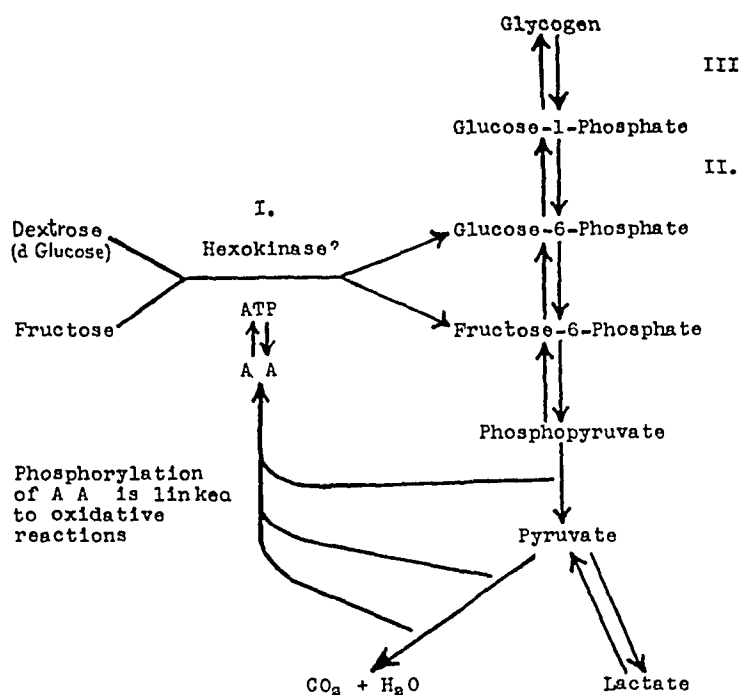 Glycogen
III
Glucose-1-Phosphate
II.
I.
Dextrose
(d Glucose)
Hexokinase?
Glucose-6-Phosphate
Fructose
ATP
Fructose-6-Phosphate
A A
Phosphopyruvate
Phosphorylation
of A A is linked
to oxidative
reactions
Pyruvate
CO₂ + H₂O
Lactate